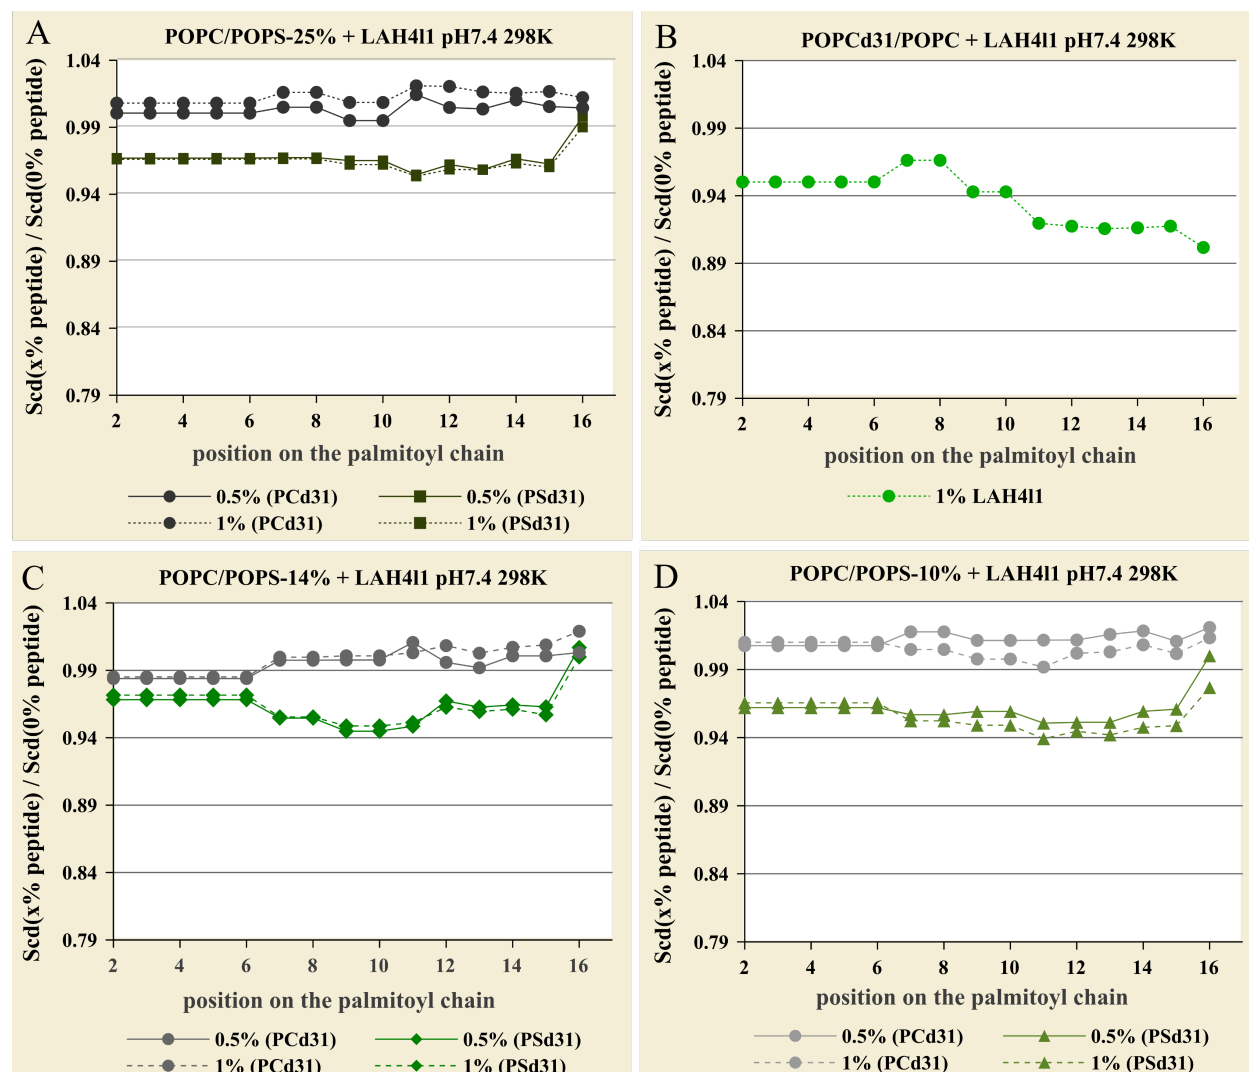 A
POPC/POPS-25% + LAH4l1 pH7.4 298K
Scd(x% peptide) / Scd(0% peptide)
1.04
0.99
0.94
0.89
0.84
0.79
2 4 6 8 10 12 14 16
position on the palmitoyl chain
0.5% (PCd31) 0.5% (PSd31)
1% (PCd31) 1% (PSd31)
B
POPCd31/POPC + LAH4l1 pH7.4 298K
Scd(x% peptide) / Scd(0% peptide)
1.04
0.99
0.94
0.89
0.84
0.79
2 4 6 8 10 12 14 16
position on the palmitoyl chain
1% LAH4l1
C
POPC/POPS-14% + LAH4l1 pH7.4 298K
Scd(x% peptide) / Scd(0% peptide)
1.04
0.99
0.94
0.89
0.84
0.79
2 4 6 8 10 12 14 16
position on the palmitoyl chain
0.5% (PCd31) 0.5% (PSd31)
1% (PCd31) 1% (PSd31)
D
POPC/POPS-10% + LAH4l1 pH7.4 298K
Scd(x% peptide) / Scd(0% peptide)
1.04
0.99
0.94
0.89
0.84
0.79
2 4 6 8 10 12 14 16
position on the palmitoyl chain
0.5% (PCd31) 0.5% (PSd31)
1% (PCd31) 1% (PSd31)